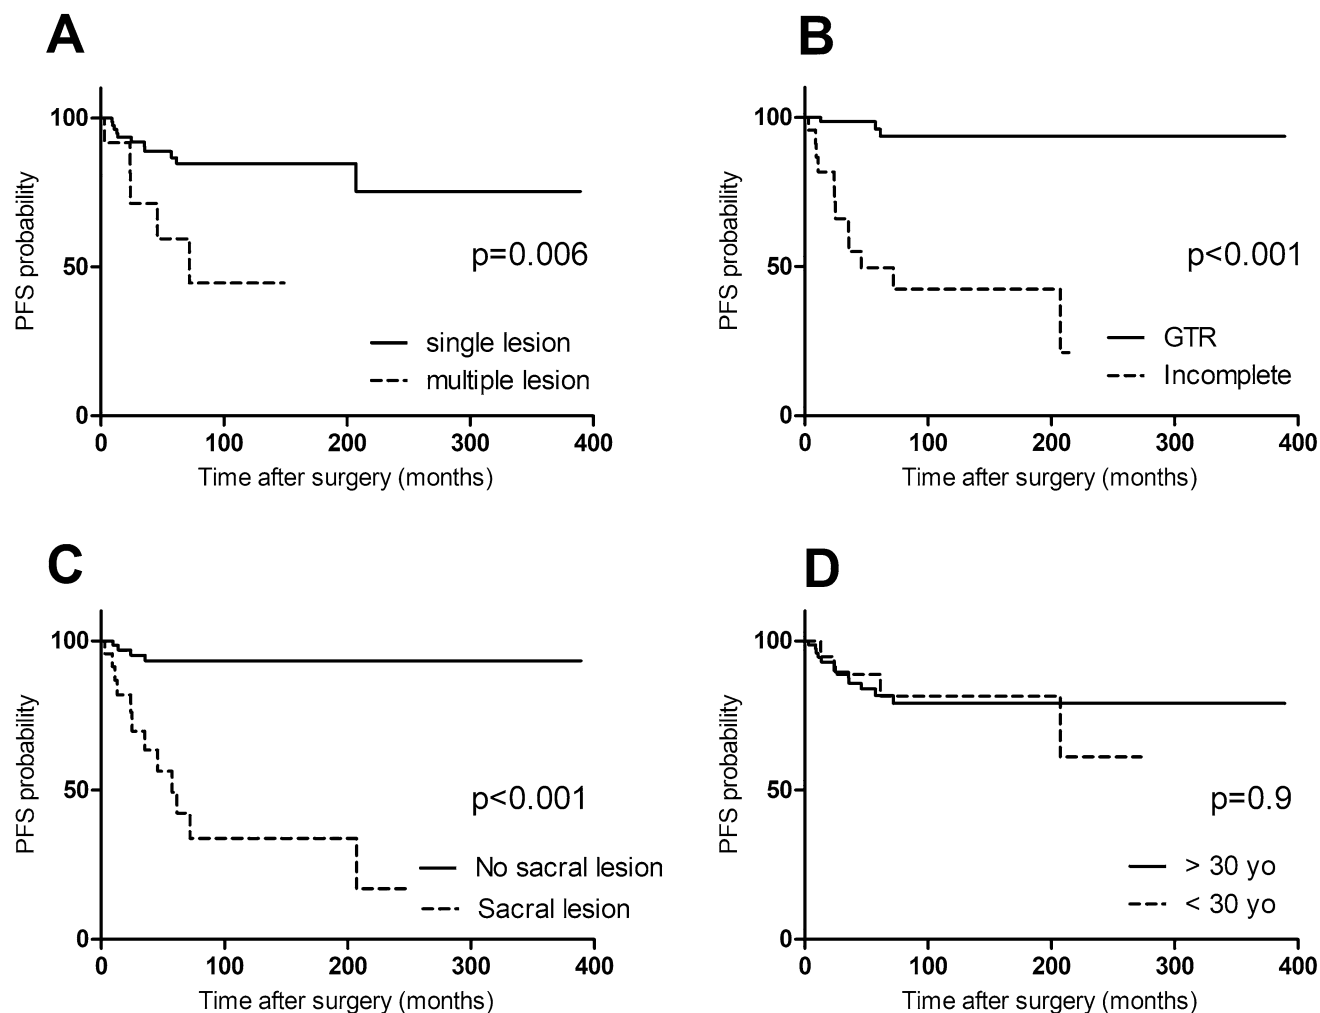 A
100
50
0
0 100 200 300 400
PFS probability
Time after surgery (months)
p=0.006
single lesion
multiple lesion
B
100
50
0
0 100 200 300 400
PFS probability
Time after surgery (months)
p<0.001
GTR
Incomplete
C
100
50
0
0 100 200 300 400
PFS probability
Time after surgery (months)
p<0.001
No sacral lesion
Sacral lesion
D
100
50
0
0 100 200 300 400
PFS probability
Time after surgery (months)
p=0.9
> 30 yo
< 30 yo